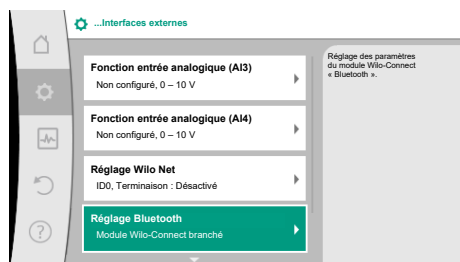 ...Interfaces externes
Fonction entrée analogique (AI3)
Non configuré, 0 – 10 V
Fonction entrée analogique (AI4)
Non configuré, 0 – 10 V
Réglage Wilo Net
ID0, Terminaison : Désactivé
Réglage Bluetooth
Module Wilo-Connect branché
Réglage des paramètres
du module Wilo-Connect
« Bluetooth ».
?